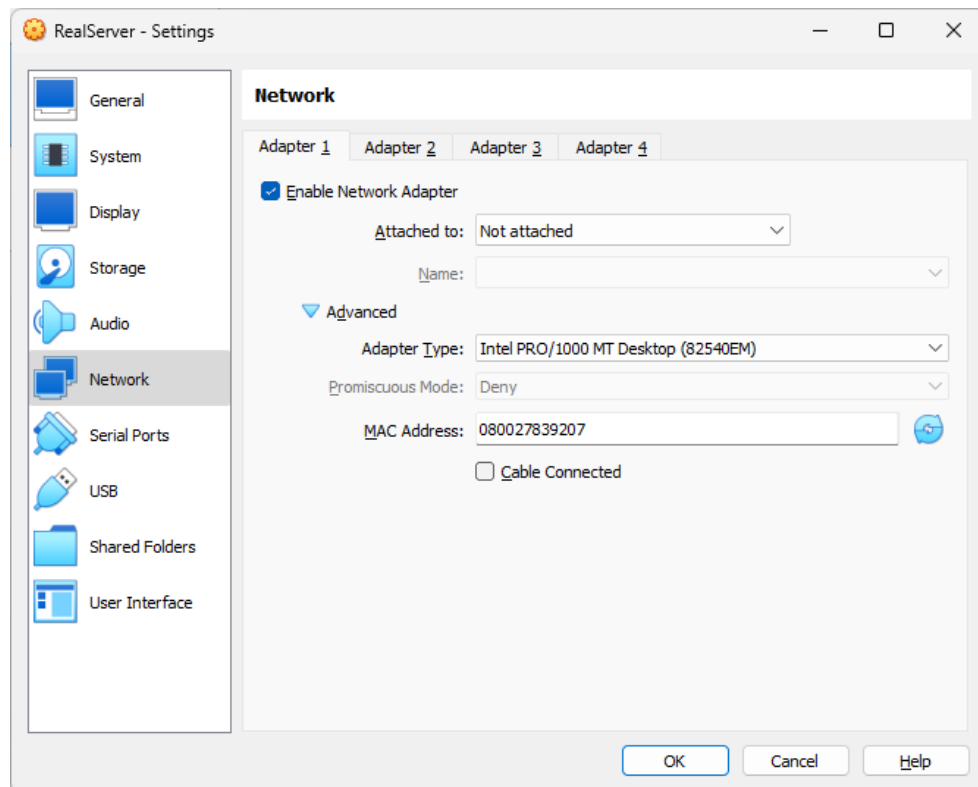 RealServer - Settings
General
System
Display
Storage
Audio
Network
Serial Ports
USB
Shared Folders
User Interface
Network
Adapter 1 Adapter 2 Adapter 3 Adapter 4
Enable Network Adapter
Attached to: Not attached
Name:
Advanced
Adapter Type: Intel PRO/1000 MT Desktop (82540EM)
Promiscuous Mode: Deny
MAC Address: 080027839207
Cable Connected
OK Cancel Help